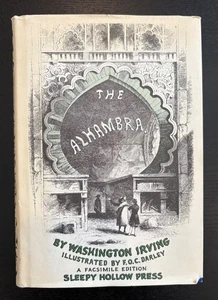 THE
ALHAMBRA
BY WASHINGTON IRVING
ILLUSTRATED BY F.O.C. DARLEY
A FACSIMILE EDITION
SLEEPY HOLLOW PRESS